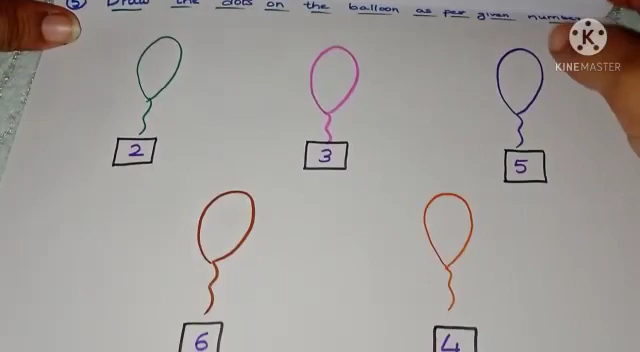 5 Draw the dots on the balloon as per given number
K
KINEMASTER
2 3 5
6 4